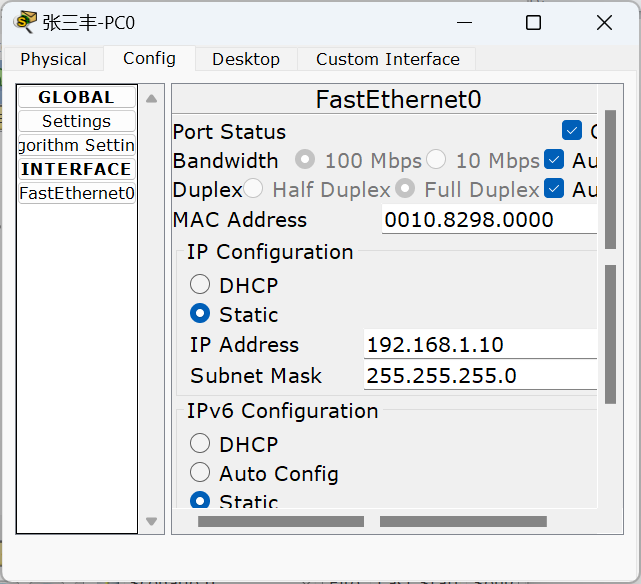 张三丰-PC0
Physical Config Desktop Custom Interface
GLOBAL
Settings
gorithm Settin
INTERFACE
FastEthernet0
FastEthernet0
Port Status
Bandwidth 100 Mbps 10 Mbps Au
Duplex Half Duplex Full Duplex Au
MAC Address 0010.8298.0000
IP Configuration
DHCP
Static
IP Address 192.168.1.10
Subnet Mask 255.255.255.0
IPv6 Configuration
DHCP
Auto Config
Static